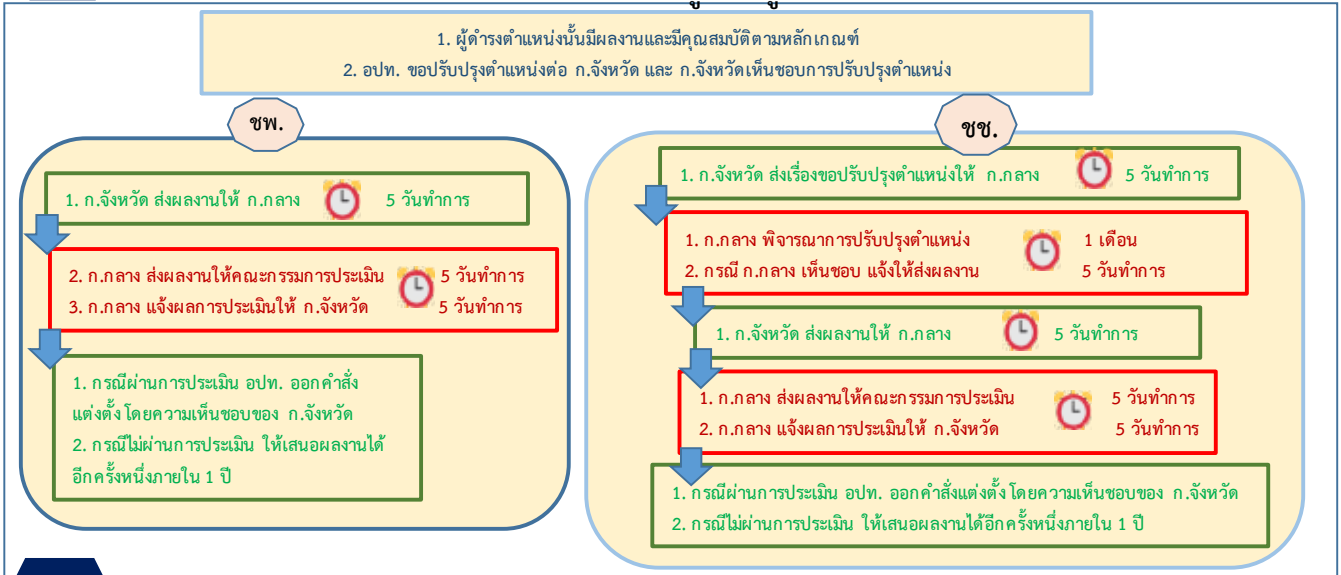 1. ผู้ดำรงตำแหน่งนั้นมีผลงานและมีคุณสมบัติตามหลักเกณฑ์
2. อปท. ขอปรับปรุงตำแหน่งต่อ ก.จังหวัด และ ก.จังหวัดเห็นชอบการปรับปรุงตำแหน่ง
ชพ.
1. ก.จังหวัด ส่งผลงานให้ ก.กลาง 5 วันทำการ
2. ก.กลาง ส่งผลงานให้คณะกรรมการประเมิน 5 วันทำการ
3. ก.กลาง แจ้งผลการประเมินให้ ก.จังหวัด 5 วันทำการ
1. กรณีผ่านการประเมิน อปท. ออกคำสั่ง
แต่งตั้ง โดยความเห็นชอบของ ก.จังหวัด
2. กรณีไม่ผ่านการประเมิน ให้เสนอผลงานได้
อีกครั้งหนึ่งภายใน 1 ปี
ชช.
1. ก.จังหวัด ส่งเรื่องขอปรับปรุงตำแหน่งให้ ก.กลาง 5 วันทำการ
1. ก.กลาง พิจารณาการปรับปรุงตำแหน่ง 1 เดือน
2. กรณี ก.กลาง เห็นชอบ แจ้งให้ส่งผลงาน 5 วันทำการ
1. ก.จังหวัด ส่งผลงานให้ ก.กลาง 5 วันทำการ
1. ก.กลาง ส่งผลงานให้คณะกรรมการประเมิน 5 วันทำการ
2. ก.กลาง แจ้งผลการประเมินให้ ก.จังหวัด 5 วันทำการ
1. กรณีผ่านการประเมิน อปท. ออกคำสั่งแต่งตั้ง โดยความเห็นชอบของ ก.จังหวัด
2. กรณีไม่ผ่านการประเมิน ให้เสนอผลงานได้อีกครั้งหนึ่งภายใน 1 ปี